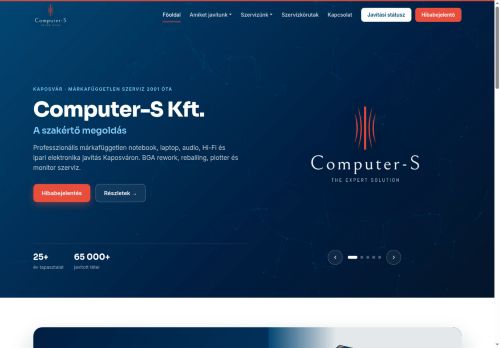 Computer-S
Főoldal
Amiket javítunk
Szervizünk
Szervizkörutak
Kapcsolat
Javítási státusz
Hibabejelentő
KAPOSVÁR · MÁRKAFÜGGETLEN SZERVIZ 2001 ÓTA
Computer-S Kft.
A szakértő megoldás
Professzionális márkafüggetlen notebook, laptop, audio, Hi-Fi és
ipari elektronika javítás Kaposváron. BGA rework, reballing, plotter és
monitor szerviz.
Hibabejelentés
Részletek →
Computer-S
THE EXPERT SOLUTION
25+
65 000+
év tapasztalat
javított tétel